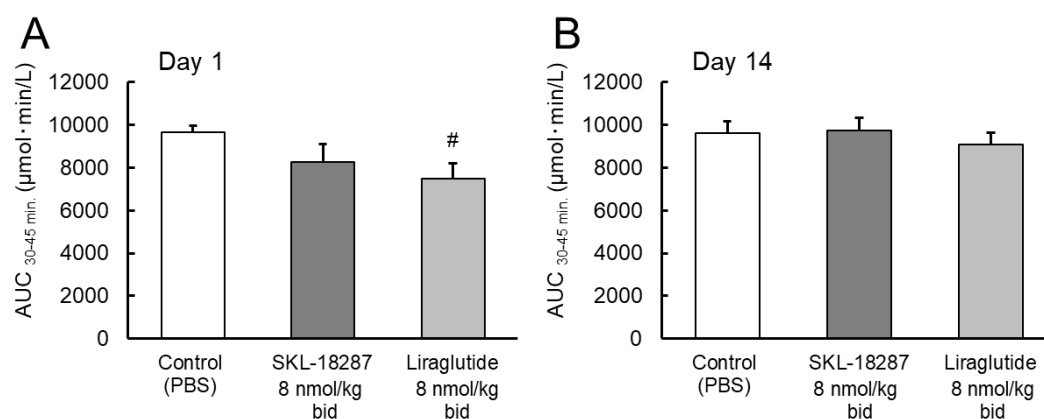 A
Day 1
AUC 30-45 min. (μmol·min/L)
12000
10000
8000
6000
4000
2000
0
#
Control
(PBS)
SKL-18287
8 nmol/kg
bid
Liraglutide
8 nmol/kg
bid
B
Day 14
AUC 30-45 min. (μmol·min/L)
12000
10000
8000
6000
4000
2000
0
Control
(PBS)
SKL-18287
8 nmol/kg
bid
Liraglutide
8 nmol/kg
bid